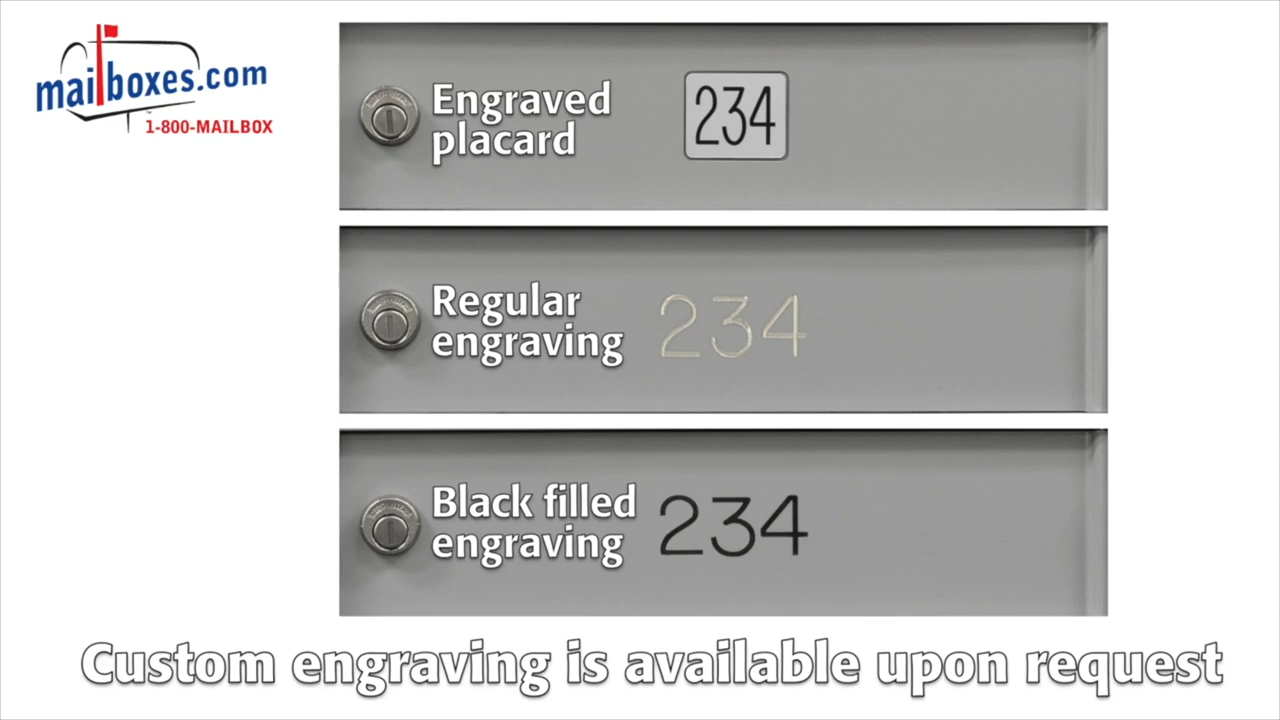 mailboxes.com
1-800-MAILBOX
Engraved
placard
234
Regular
engraving
234
Black filled
engraving
234
Custom engraving is available upon request